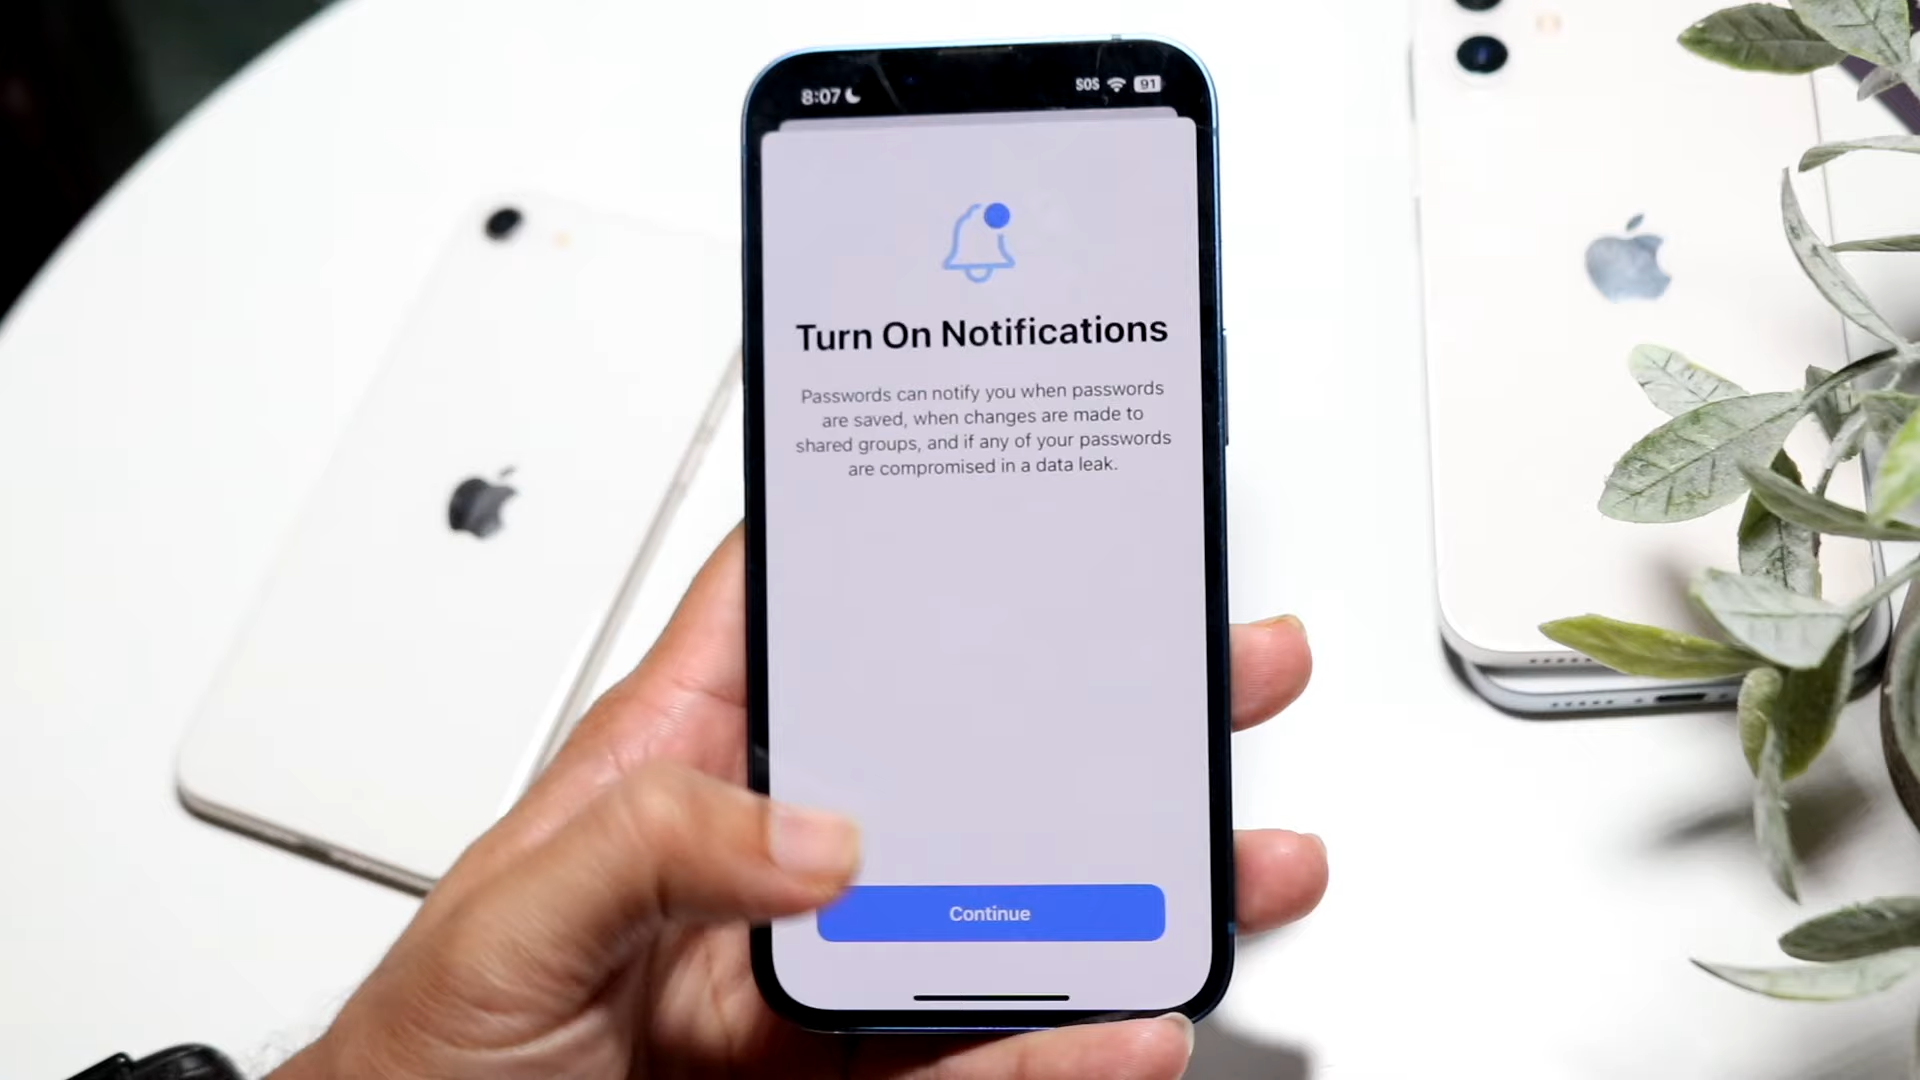 8:07
SOS 91
Turn On Notifications
Passwords can notify you when passwords
are saved, when changes are made to
shared groups, and if any of your passwords
are compromised in a data leak.
Continue